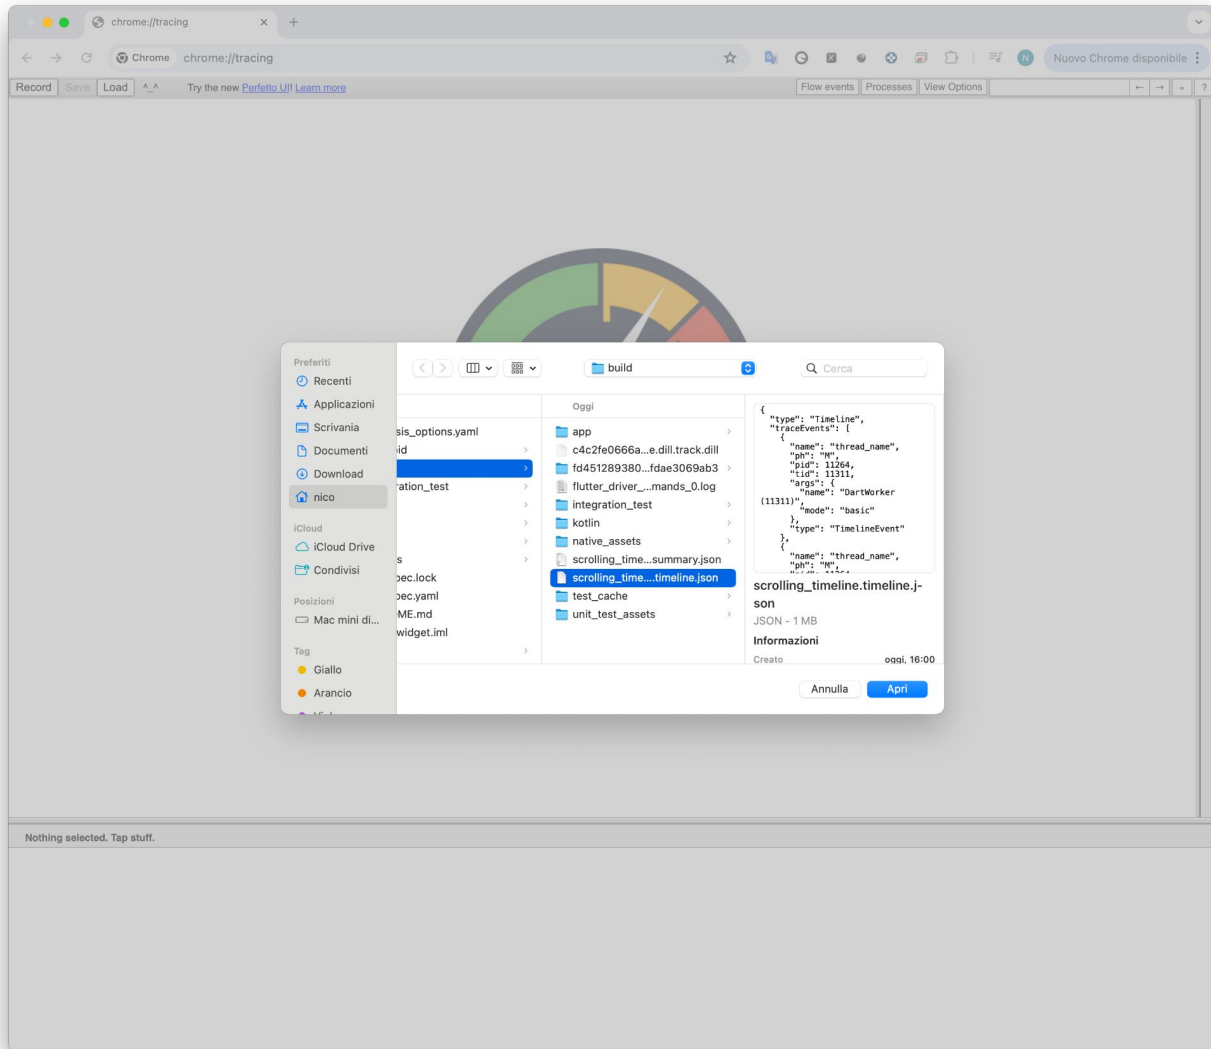 chrome://tracing
Chrome chrome://tracing
N
Nuovo Chrome disponibile
Record Save Load ^_^ Try the new Perfetto UI! Learn more
Flow events Processes View Options
← → » ?
Preferiti
Recenti
Applicazioni
Scrivania
Documenti
Download
nico
iCloud
iCloud Drive
Condivisi
Posizioni
Mac mini di...
Tag
Giallo
Arancio
build
Cerca
sis_options.yaml
id
ration_test
s
pec.lock
pec.yaml
ME.md
widget.iml
Oggi
app
c4c2fe0666a...e.dill.track.dill
fd451289380...fdae3069ab3
flutter_driver_...mands_0.log
integration_test
kotlin
native_assets
scrolling_time...summary.json
scrolling_time....timeline.json
test_cache
unit_test_assets
{
"type": "Timeline",
"traceEvents": [
{
"name": "thread_name",
"ph": "M",
"pid": 11264,
"tid": 11311,
"args": {
"name": "DartWorker
(11311)",
"mode": "basic"
},
"type": "TimelineEvent"
},
{
"name": "thread_name",
"ph": "M",
scrolling_timeline.timeline.j-
son
JSON - 1 MB
Informazioni
Creato oggi, 16:00
Annulla Apri
Nothing selected. Tap stuff.